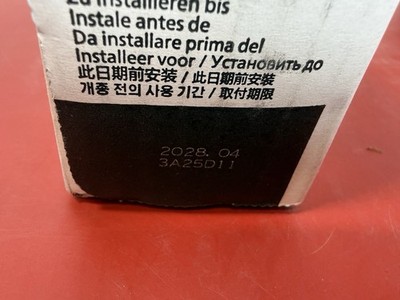 Zu installieren bis
Instale antes de
Da installare prima del
Installeer voor / Установить до
此日期前安装 / 此日期前安裝
개종 전의 사용 기간 / 取付期限
2028.04
3A25D11